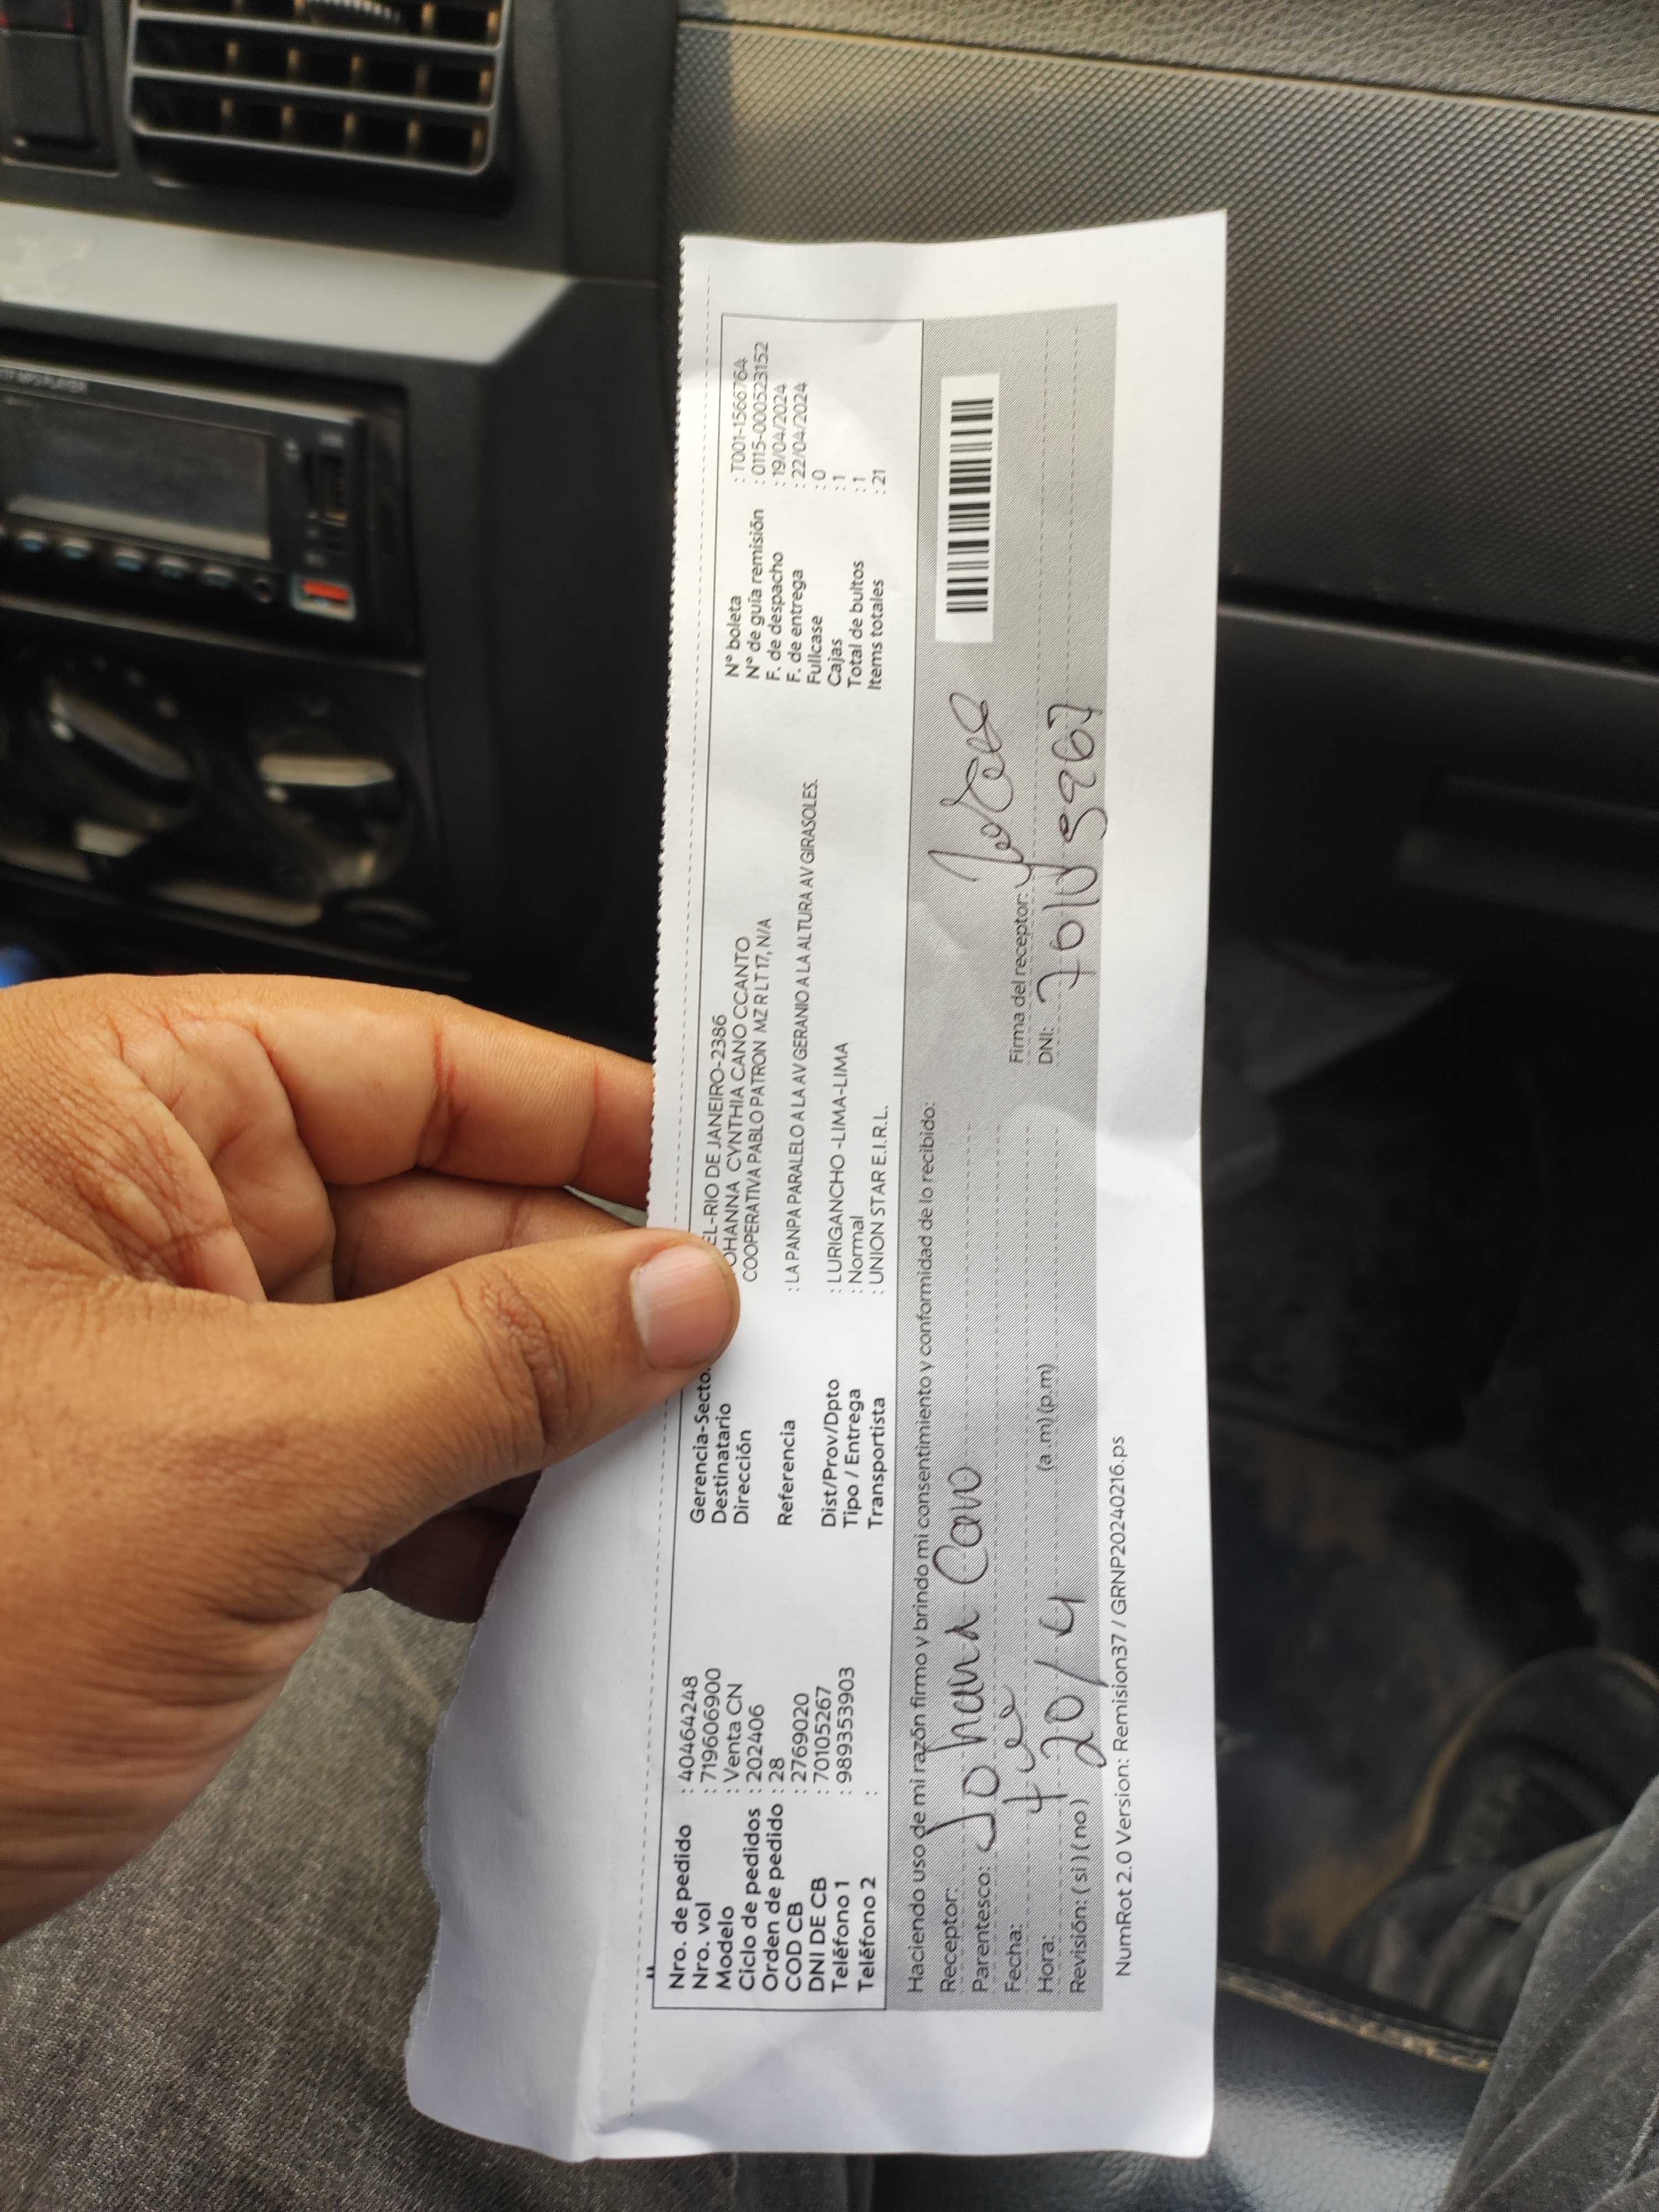 Nro. de pedido : 40464248
Nro. vol : 719606900
Modelo : Venta CN
Ciclo de pedidos : 202406
Orden de pedido : 28
COD CB : 2769020
DNI DE CB : 70105267
Teléfono 1 : 989353903
Teléfono 2 :
Gerencia-Secto EL-RIO DE JANEIRO-2386
Destinatario OHANNA CYNTHIA CANO CCANTO
Dirección COOPERATIVA PABLO PATRON MZ R LT 17, N/A
Referencia : LA PANPA PARALELO A LA AV GERANIO A LA ALTURA AV GIRASOLES.
Dist/Prov/Dpto : LURIGANCHO -LIMA-LIMA
Tipo / Entrega : Normal
Transportista : UNION STAR E.I.R.L.
N° boleta : T001-1566764
N° de guía remisión : 0115-000523152
F. de despacho : 19/04/2024
F. de entrega : 22/04/2024
Fullcase : 0
Cajas : 1
Total de bultos : 1
Items totales : 21
Haciendo uso de mi razón firmo y brindo mi consentimiento y conformidad de lo recibido:
Receptor: Johana Cano
Parentesco:
Fecha:
Hora: 20/4 (a.m) (p.m)
Revisión: ( si ) ( no )
Firma del receptor:
DNI:
NumRot 2.0 Version: Remision37 / GRNP20240216.ps